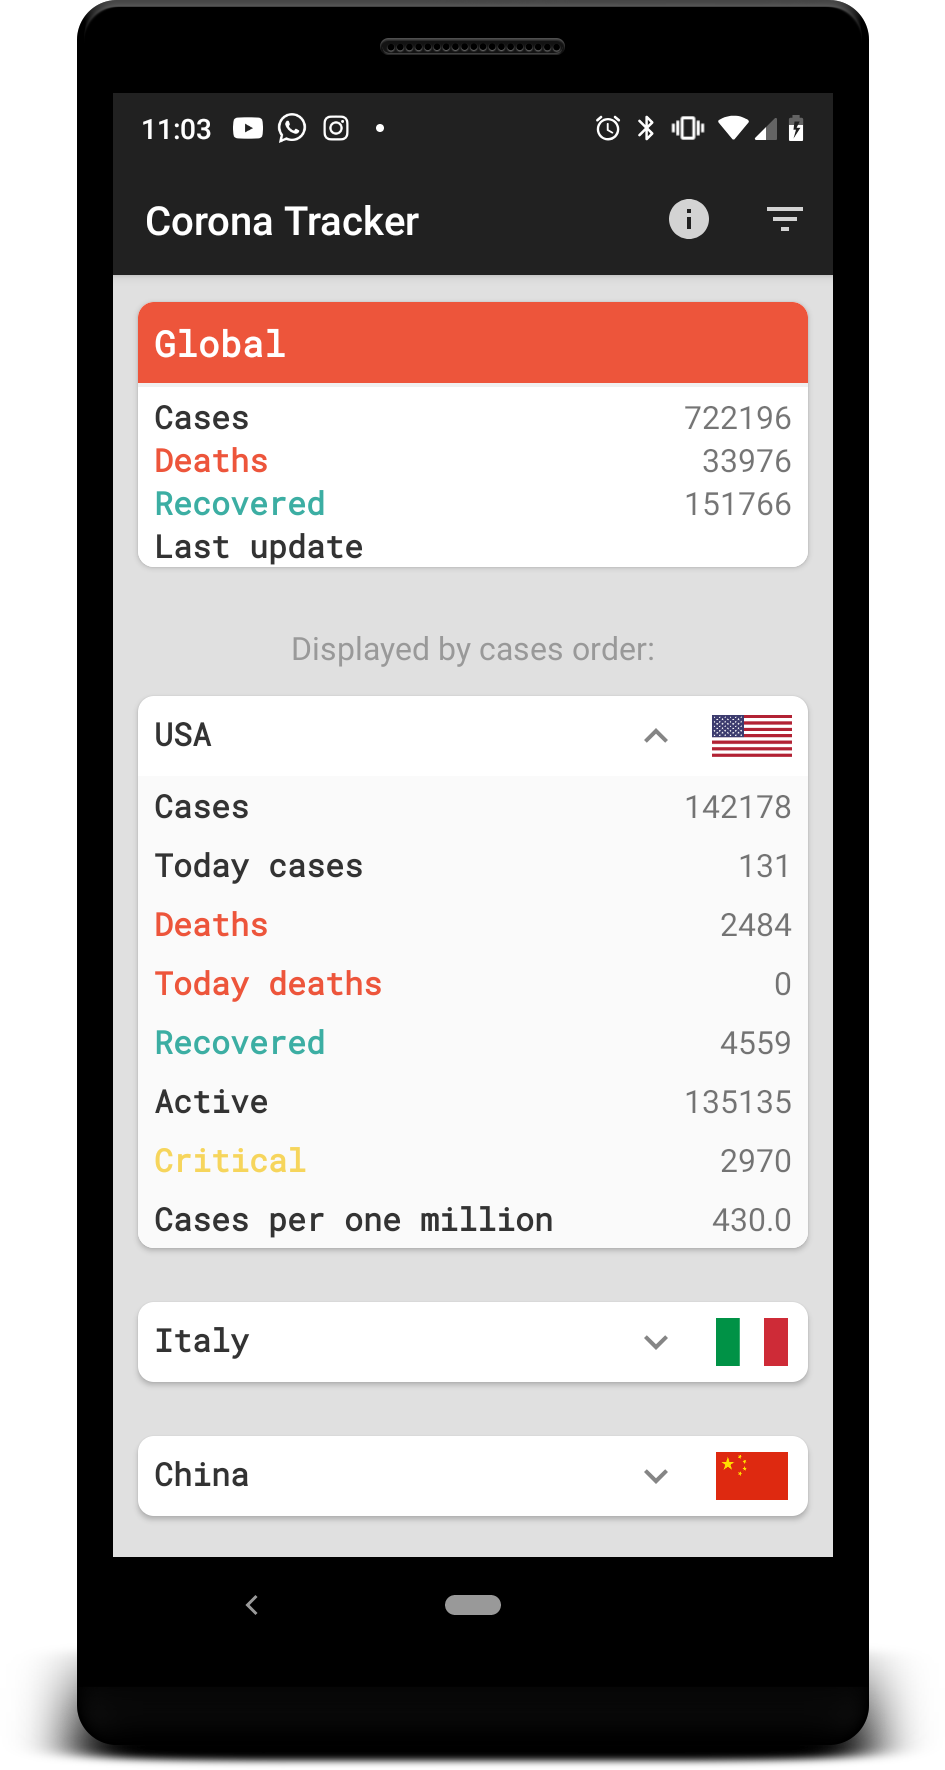 11:03
Corona Tracker
Global
Cases 722196
Deaths 33976
Recovered 151766
Last update
Displayed by cases order:
USA
Cases 142178
Today cases 131
Deaths 2484
Today deaths 0
Recovered 4559
Active 135135
Critical 2970
Cases per one million 430.0
Italy
China